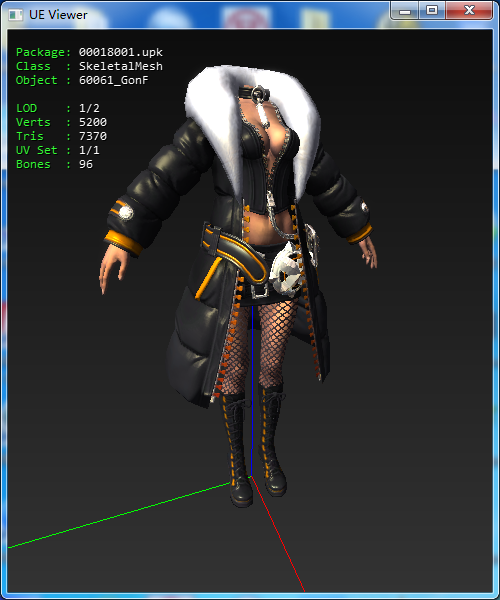 UE Viewer
Package: 00018001.upk
Class : SkeletalMesh
Object : 60061_GonF
LOD : 1/2
Verts : 5200
Tris : 7370
UV Set : 1/1
Bones : 96